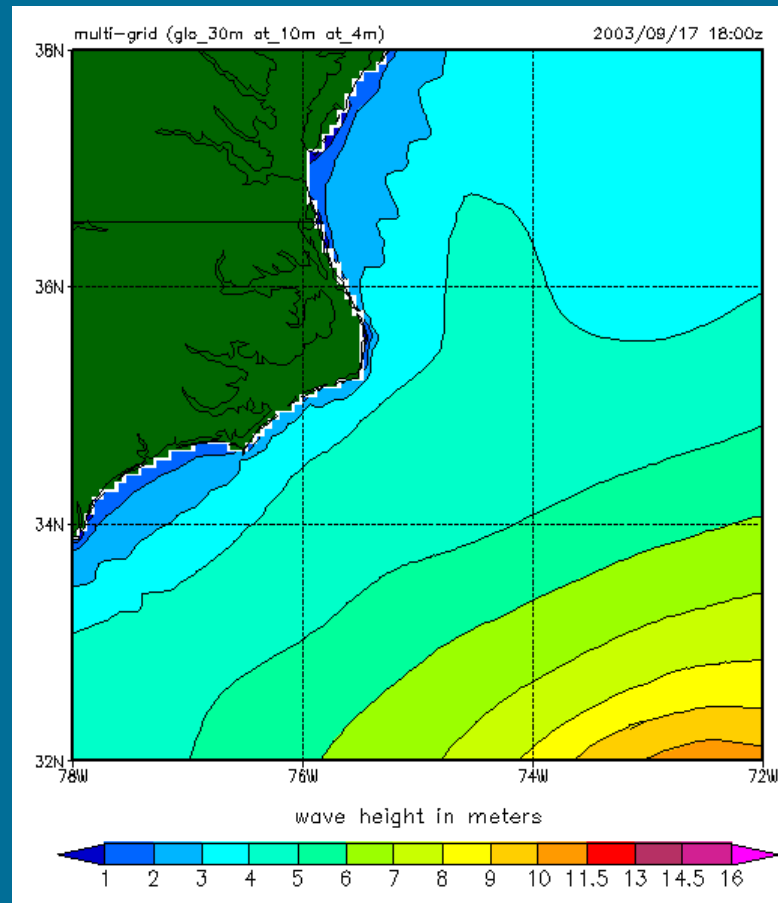 multi-grid (glo_30m at_10m at_4m) 2003/09/17 18:00z
38N
36N
34N
32N
78W 76W 74W 72W
wave height in meters
1 2 3 4 5 6 7 8 9 10 11.5 13 14.5 16